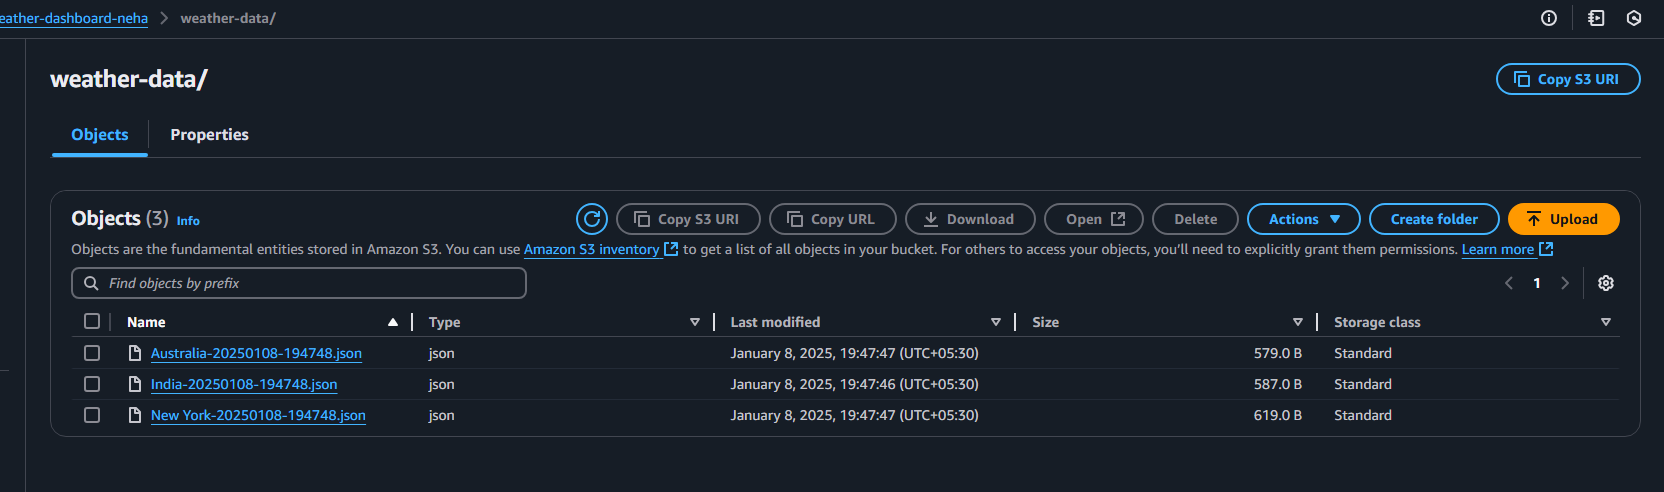 eather-dashboard-neha > weather-data/
weather-data/
Copy S3 URI
Objects Properties
Objects (3) Info
Copy S3 URI Copy URL Download Open Delete Actions Create folder Upload
Objects are the fundamental entities stored in Amazon S3. You can use Amazon S3 inventory to get a list of all objects in your bucket. For others to access your objects, you'll need to explicitly grant them permissions. Learn more
Find objects by prefix
1
Name Type Last modified Size Storage class
Australia-20250108-194748.json json January 8, 2025, 19:47:47 (UTC+05:30) 579.0 B Standard
India-20250108-194748.json json January 8, 2025, 19:47:46 (UTC+05:30) 587.0 B Standard
New York-20250108-194748.json json January 8, 2025, 19:47:47 (UTC+05:30) 619.0 B Standard